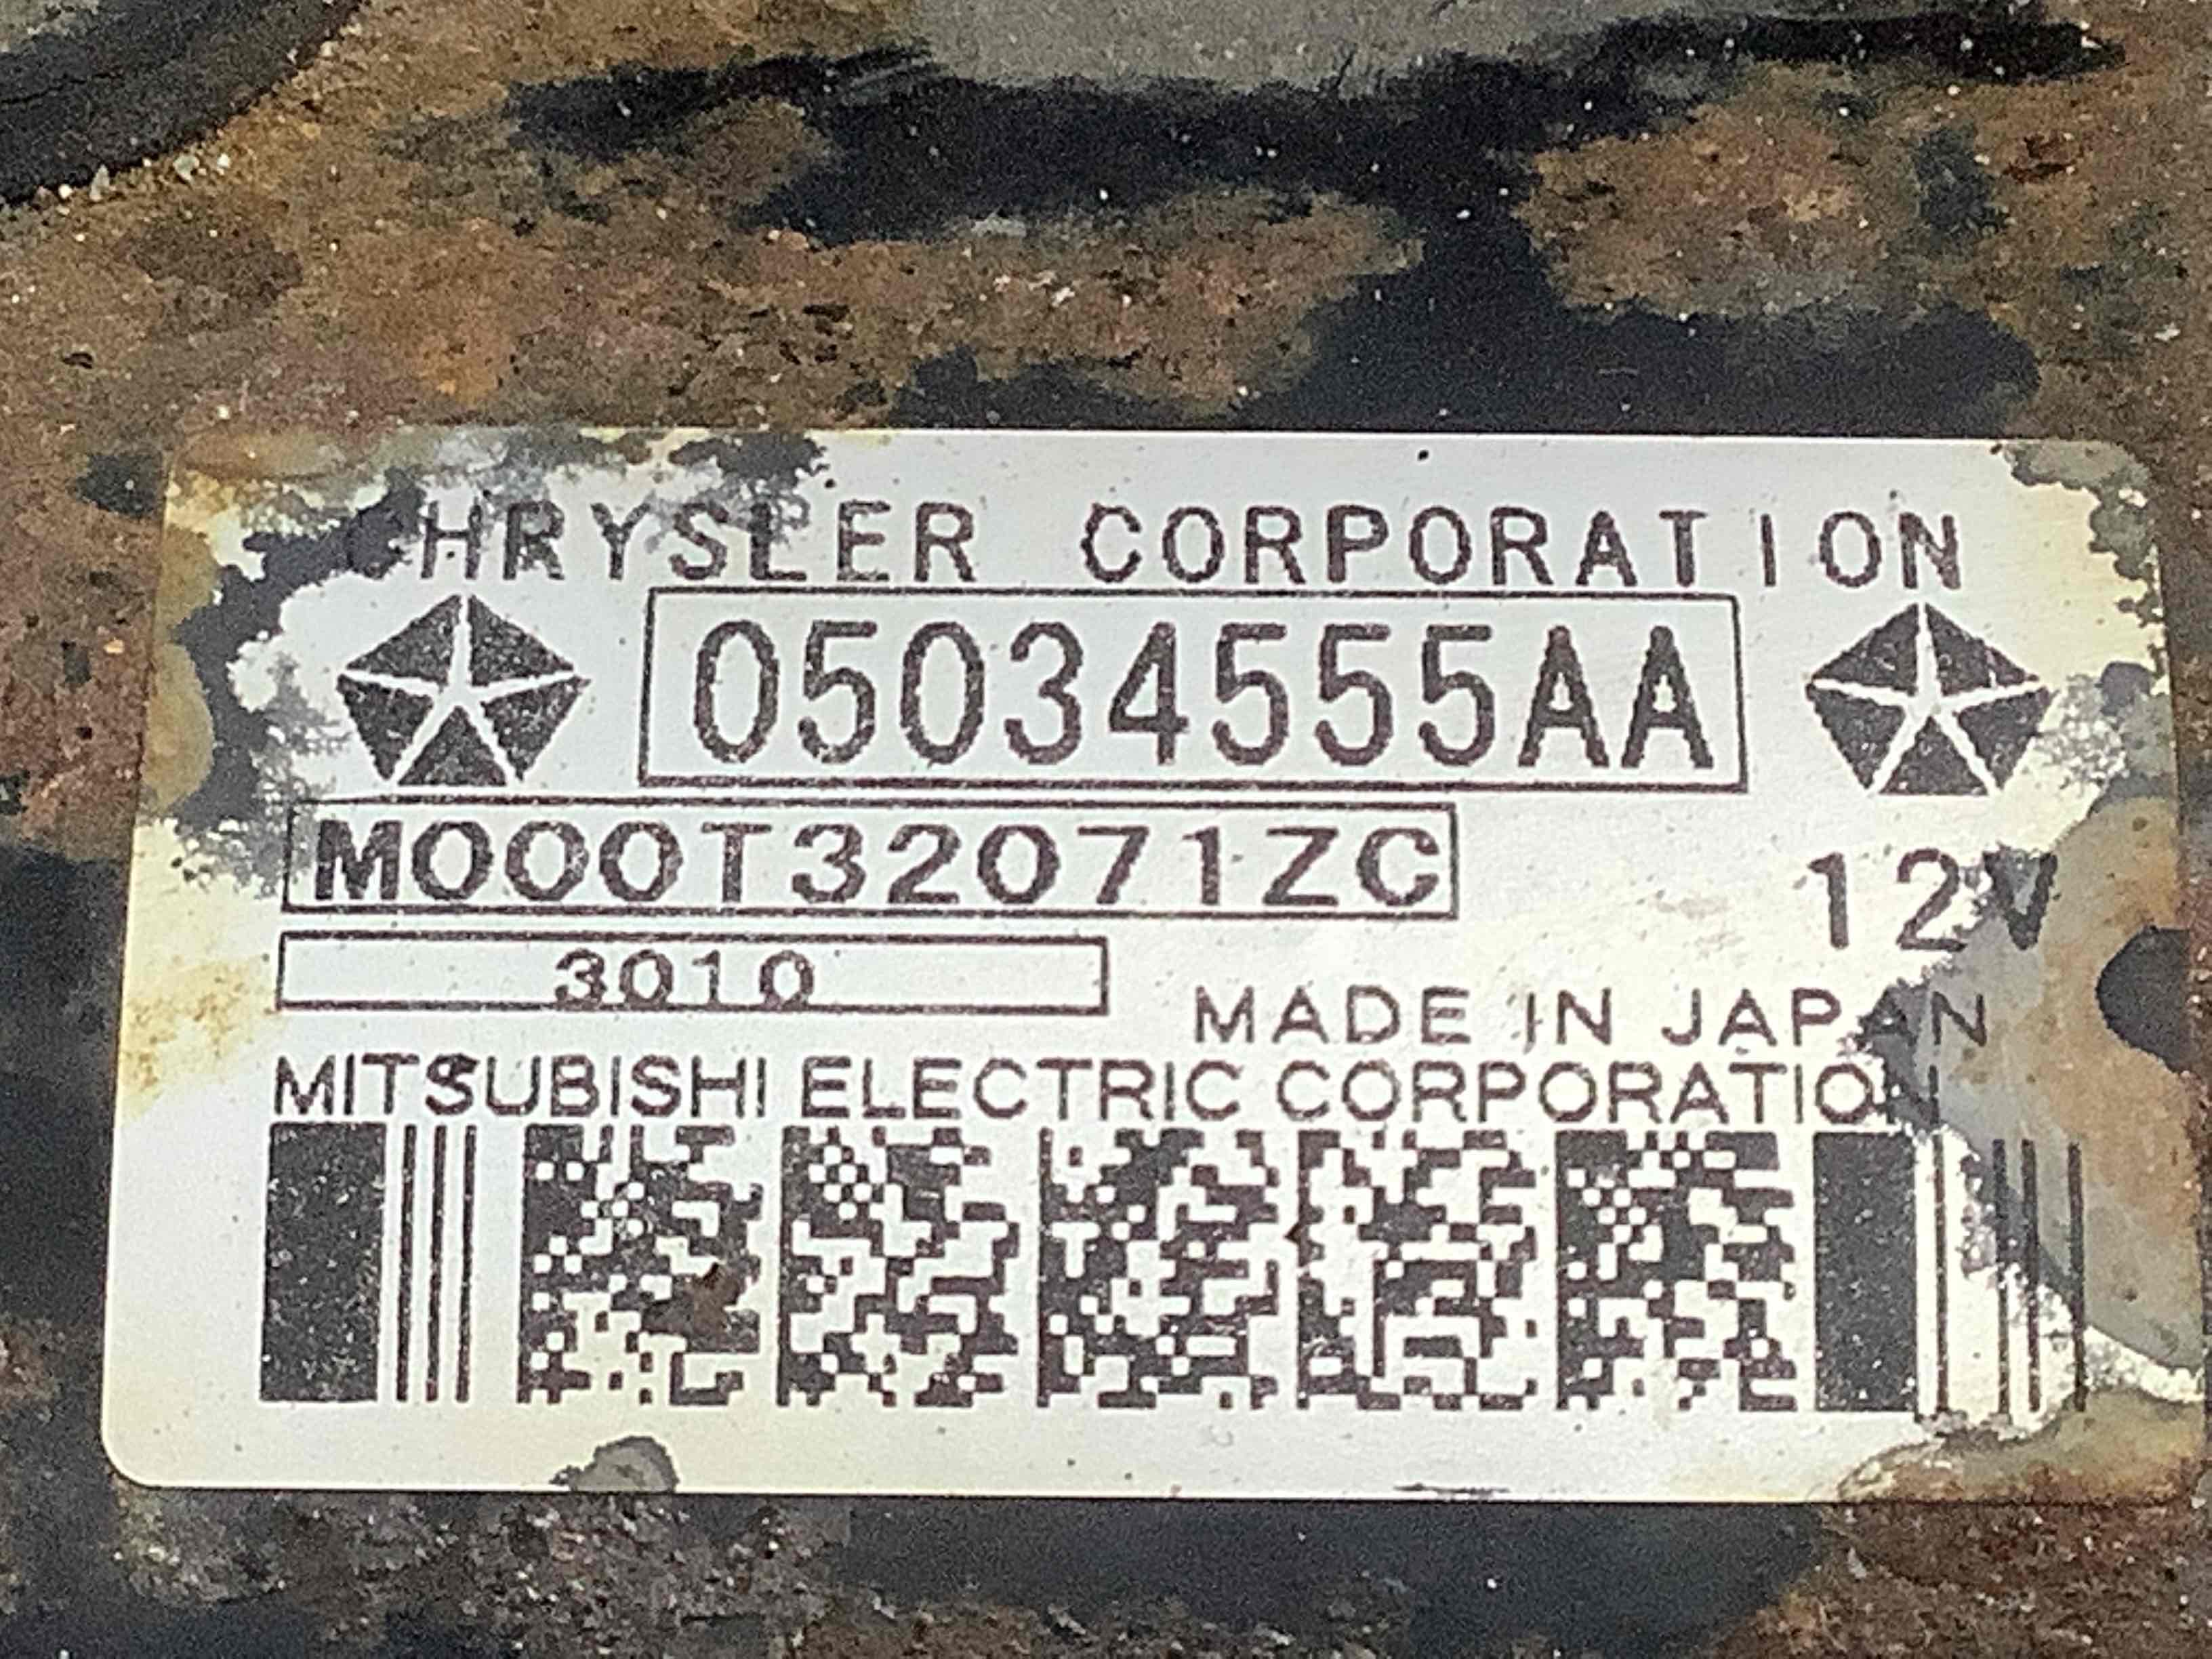 CHRYSLER CORPORATION
05034555AA
M000T32071ZC
12V
3010
MADE IN JAPAN
MITSUBISHI ELECTRIC CORPORATION